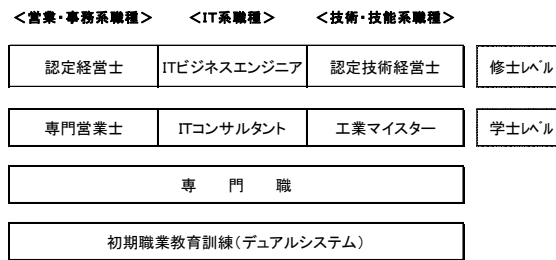 ＜営業・事務系職種＞ ＜IT系職種＞ ＜技術・技能系職種＞
認定経営士 ITビジネスエンジニア 認定技術経営士 修士レベル
専門営業士 ITコンサルタント 工業マイスター 学士レベル
専 門 職
初期職業教育訓練（デュアルシステム）